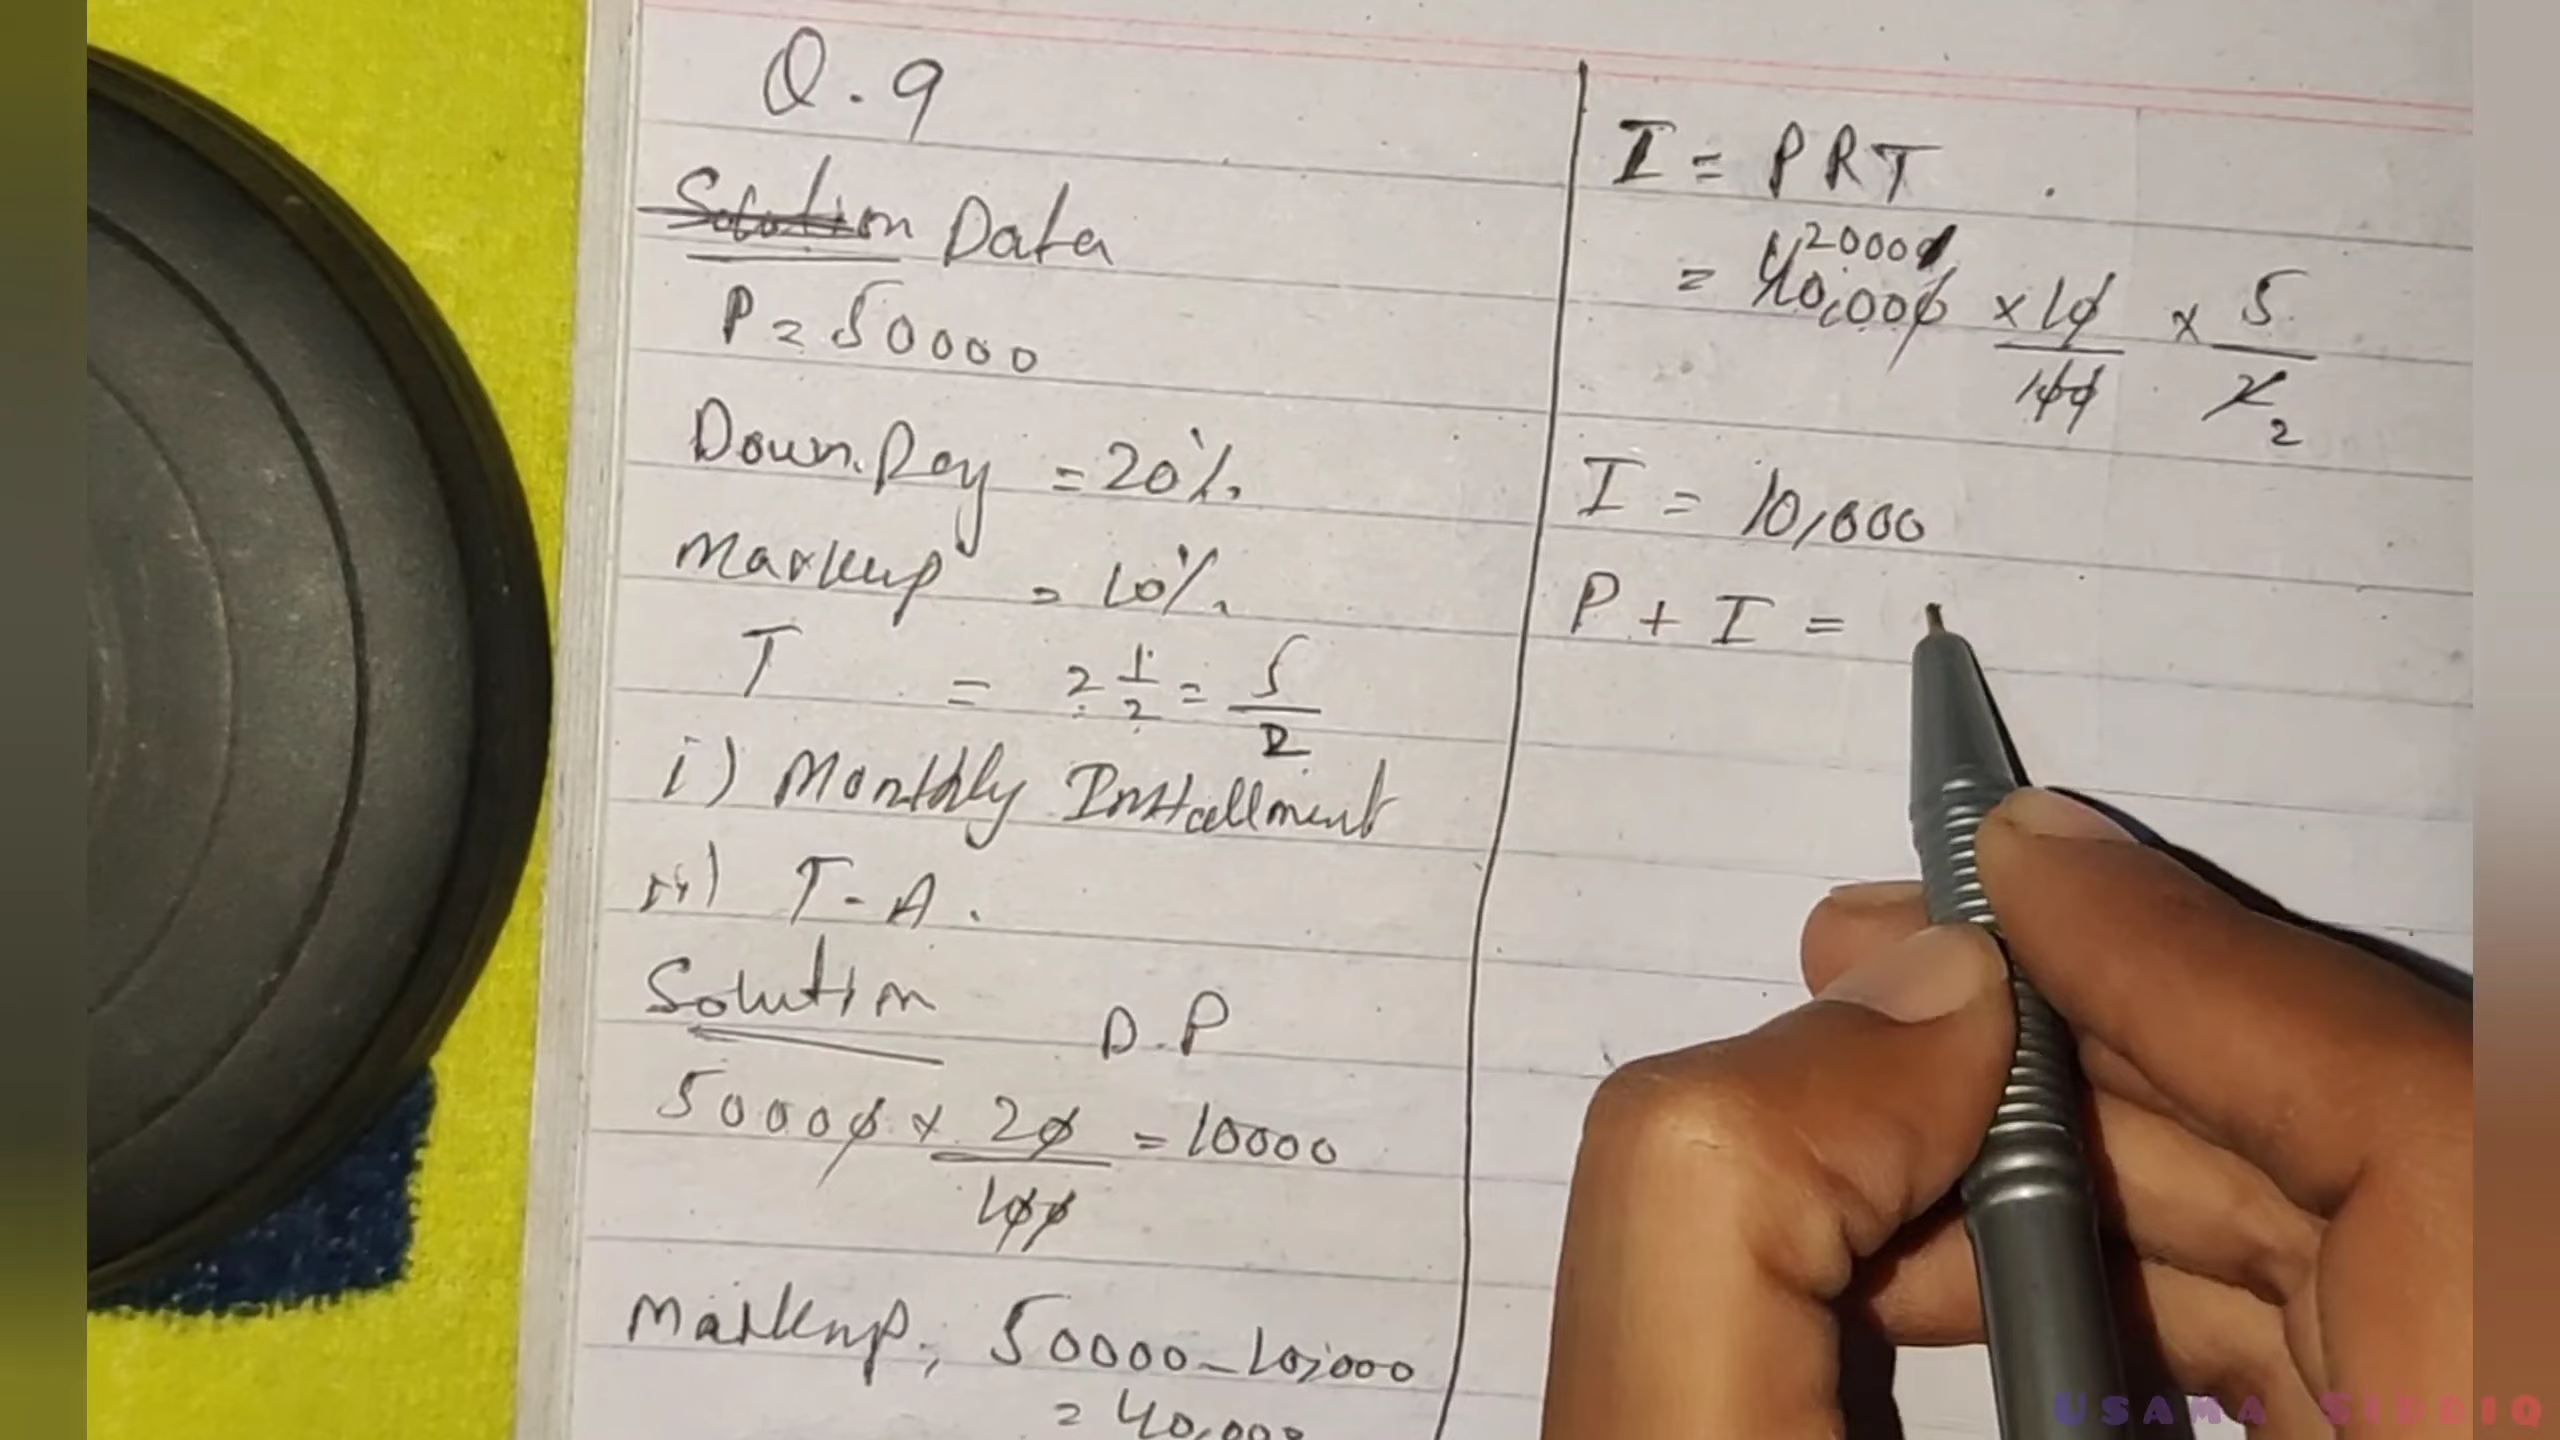 Q. 9
Solution Data
P = 50000
Down. Pay = 20%.
Markup = 10%.
T = 2 1/2 = 5/2
i) Monthly Installment
ii) T-A.
Solution D.P
50000 x 20/100 = 10000
Markup, 50000 - 10,000
= 40,000
I = PRT
20000
= 40,000 x 10/100 x 5/2
2
I = 10,000
P + I =
USAMA SIDDIQ